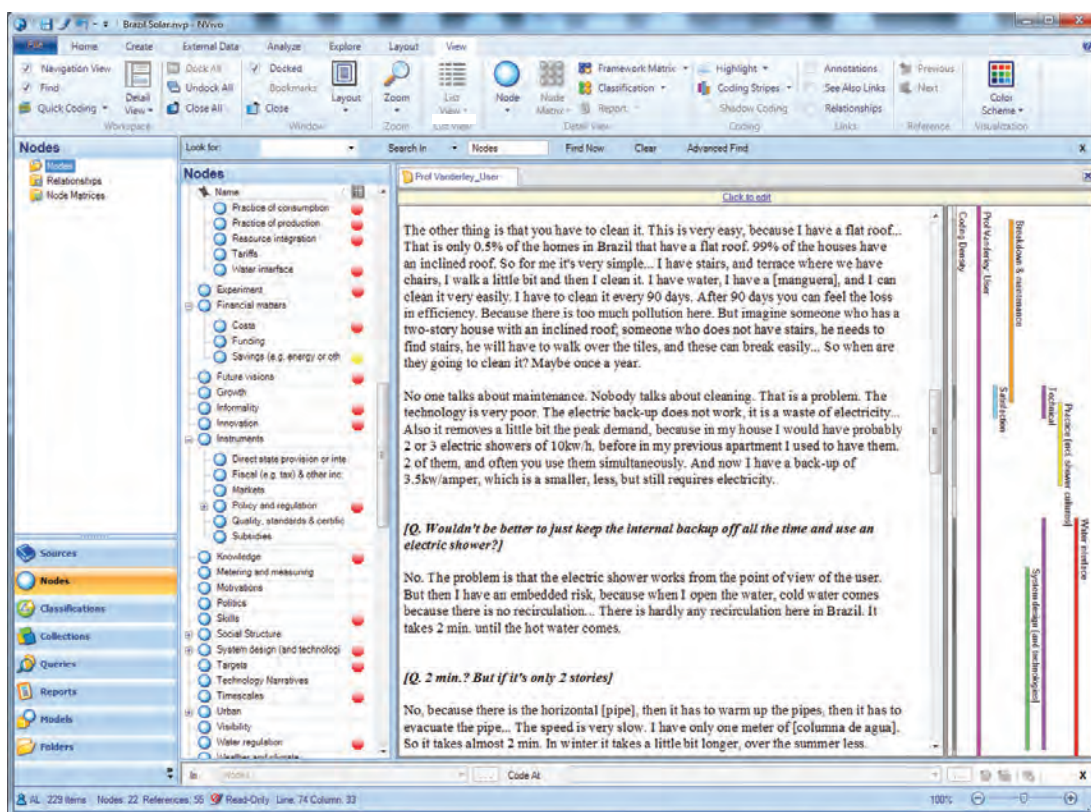 Brazil Solar.nvp - NVivo
File Home Create External Data Analyze Explore Layout View
Navigation View
Find
Quick Coding
Detail View
Workspace
Dock All
Undock All
Close All
Docked
Bookmarks
Close
Layout
Window
Zoom
Zoom
List View
List View
Node
Node Matrix
Framework Matrix
Classification
Report
Detail View
Highlight
Coding Stripes
Shadow Coding
Coding
Annotations
See Also Links
Relationships
Links
Previous
Next
Reference
Color Scheme
Visualization
Nodes
Look for: Search In Nodes Find Now Clear Advanced Find X
Nodes
Relationships
Node Matrices
Sources
Nodes
Classifications
Collections
Queries
Reports
Models
Folders
Nodes
Name
Practice of consumption
Practice of production
Resource integration
Tariffs
Water interface
Experiment
Financial matters
Costs
Funding
Savings (e.g. energy or oth
Future visions
Growth
Informality
Innovation
Instruments
Direct state provision or inte
Fiscal (e.g. tax) & other inc
Markets
Policy and regulation
Quality, standards & certific
Subsidies
Knowledge
Metering and measuring
Motivations
Politics
Skills
Social Structure
System design (and technologi
Targets
Technology Narratives
Timescales
Urban
Visibility
Water regulation
Weather and climate
Prof Vanderley_User
Click to edit
The other thing is that you have to clean it. This is very easy, because I have a flat roof...
That is only 0.5% of the homes in Brazil that have a flat roof. 99% of the houses have
an inclined roof. So for me it's very simple... I have stairs, and terrace where we have
chairs, I walk a little bit and then I clean it. I have water, I have a [manguera], and I can
clean it very easily. I have to clean it every 90 days. After 90 days you can feel the loss
in efficiency. Because there is too much pollution here. But imagine someone who has a
two-story house with an inclined roof; someone who does not have stairs, he needs to
find stairs, he will have to walk over the tiles, and these can break easily... So when are
they going to clean it? Maybe once a year.
No one talks about maintenance. Nobody talks about cleaning. That is a problem. The
technology is very poor. The electric back-up does not work, it is a waste of electricity...
Also it removes a little bit the peak demand, because in my house I would have probably
2 or 3 electric showers of 10kw/h, before in my previous apartment I used to have them,
2 of them, and often you use them simultaneously. And now I have a back-up of
3.5kw/amper, which is a smaller, less, but still requires electricity.
[Q. Wouldn't be better to just keep the internal backup off all the time and use an
electric shower?]
No. The problem is that the electric shower works from the point of view of the user.
But then I have an embedded risk, because when I open the water, cold water comes
because there is no recirculation... There is hardly any recirculation here in Brazil. It
takes 2 min. until the hot water comes.
[Q. 2 min.? But if it's only 2 stories]
No, because there is the horizontal [pipe], then it has to warm up the pipes, then it has to
evacuate the pipe... The speed is very slow. I have only one meter of [columna de agua].
So it takes almost 2 min. In winter it takes a little bit longer, over the summer less.
Coding Density
Prof Vanderley_User
Breakdown & maintenance
Satisfaction
Technical
Practice (incl. shower cultures)
Water interface
System design (and technologies)
In Nodes Code At X
AL 229 Items Nodes: 22 References: 55 Read-Only Line: 74 Column: 33 100%